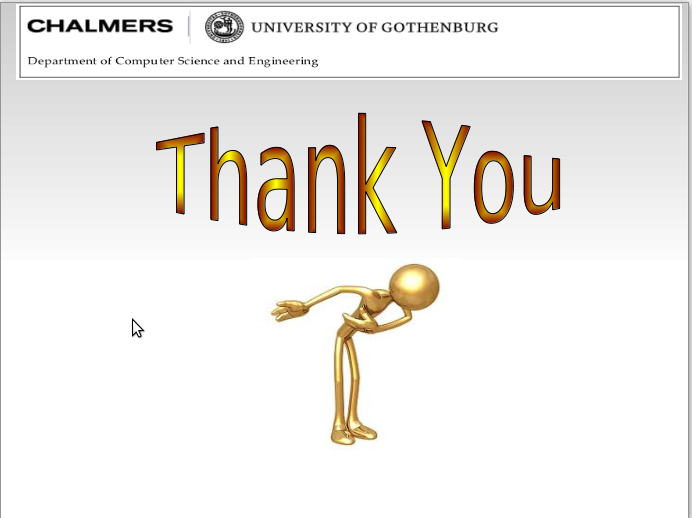 CHALMERS | UNIVERSITY OF GOTHENBURG
Department of Computer Science and Engineering
Thank You